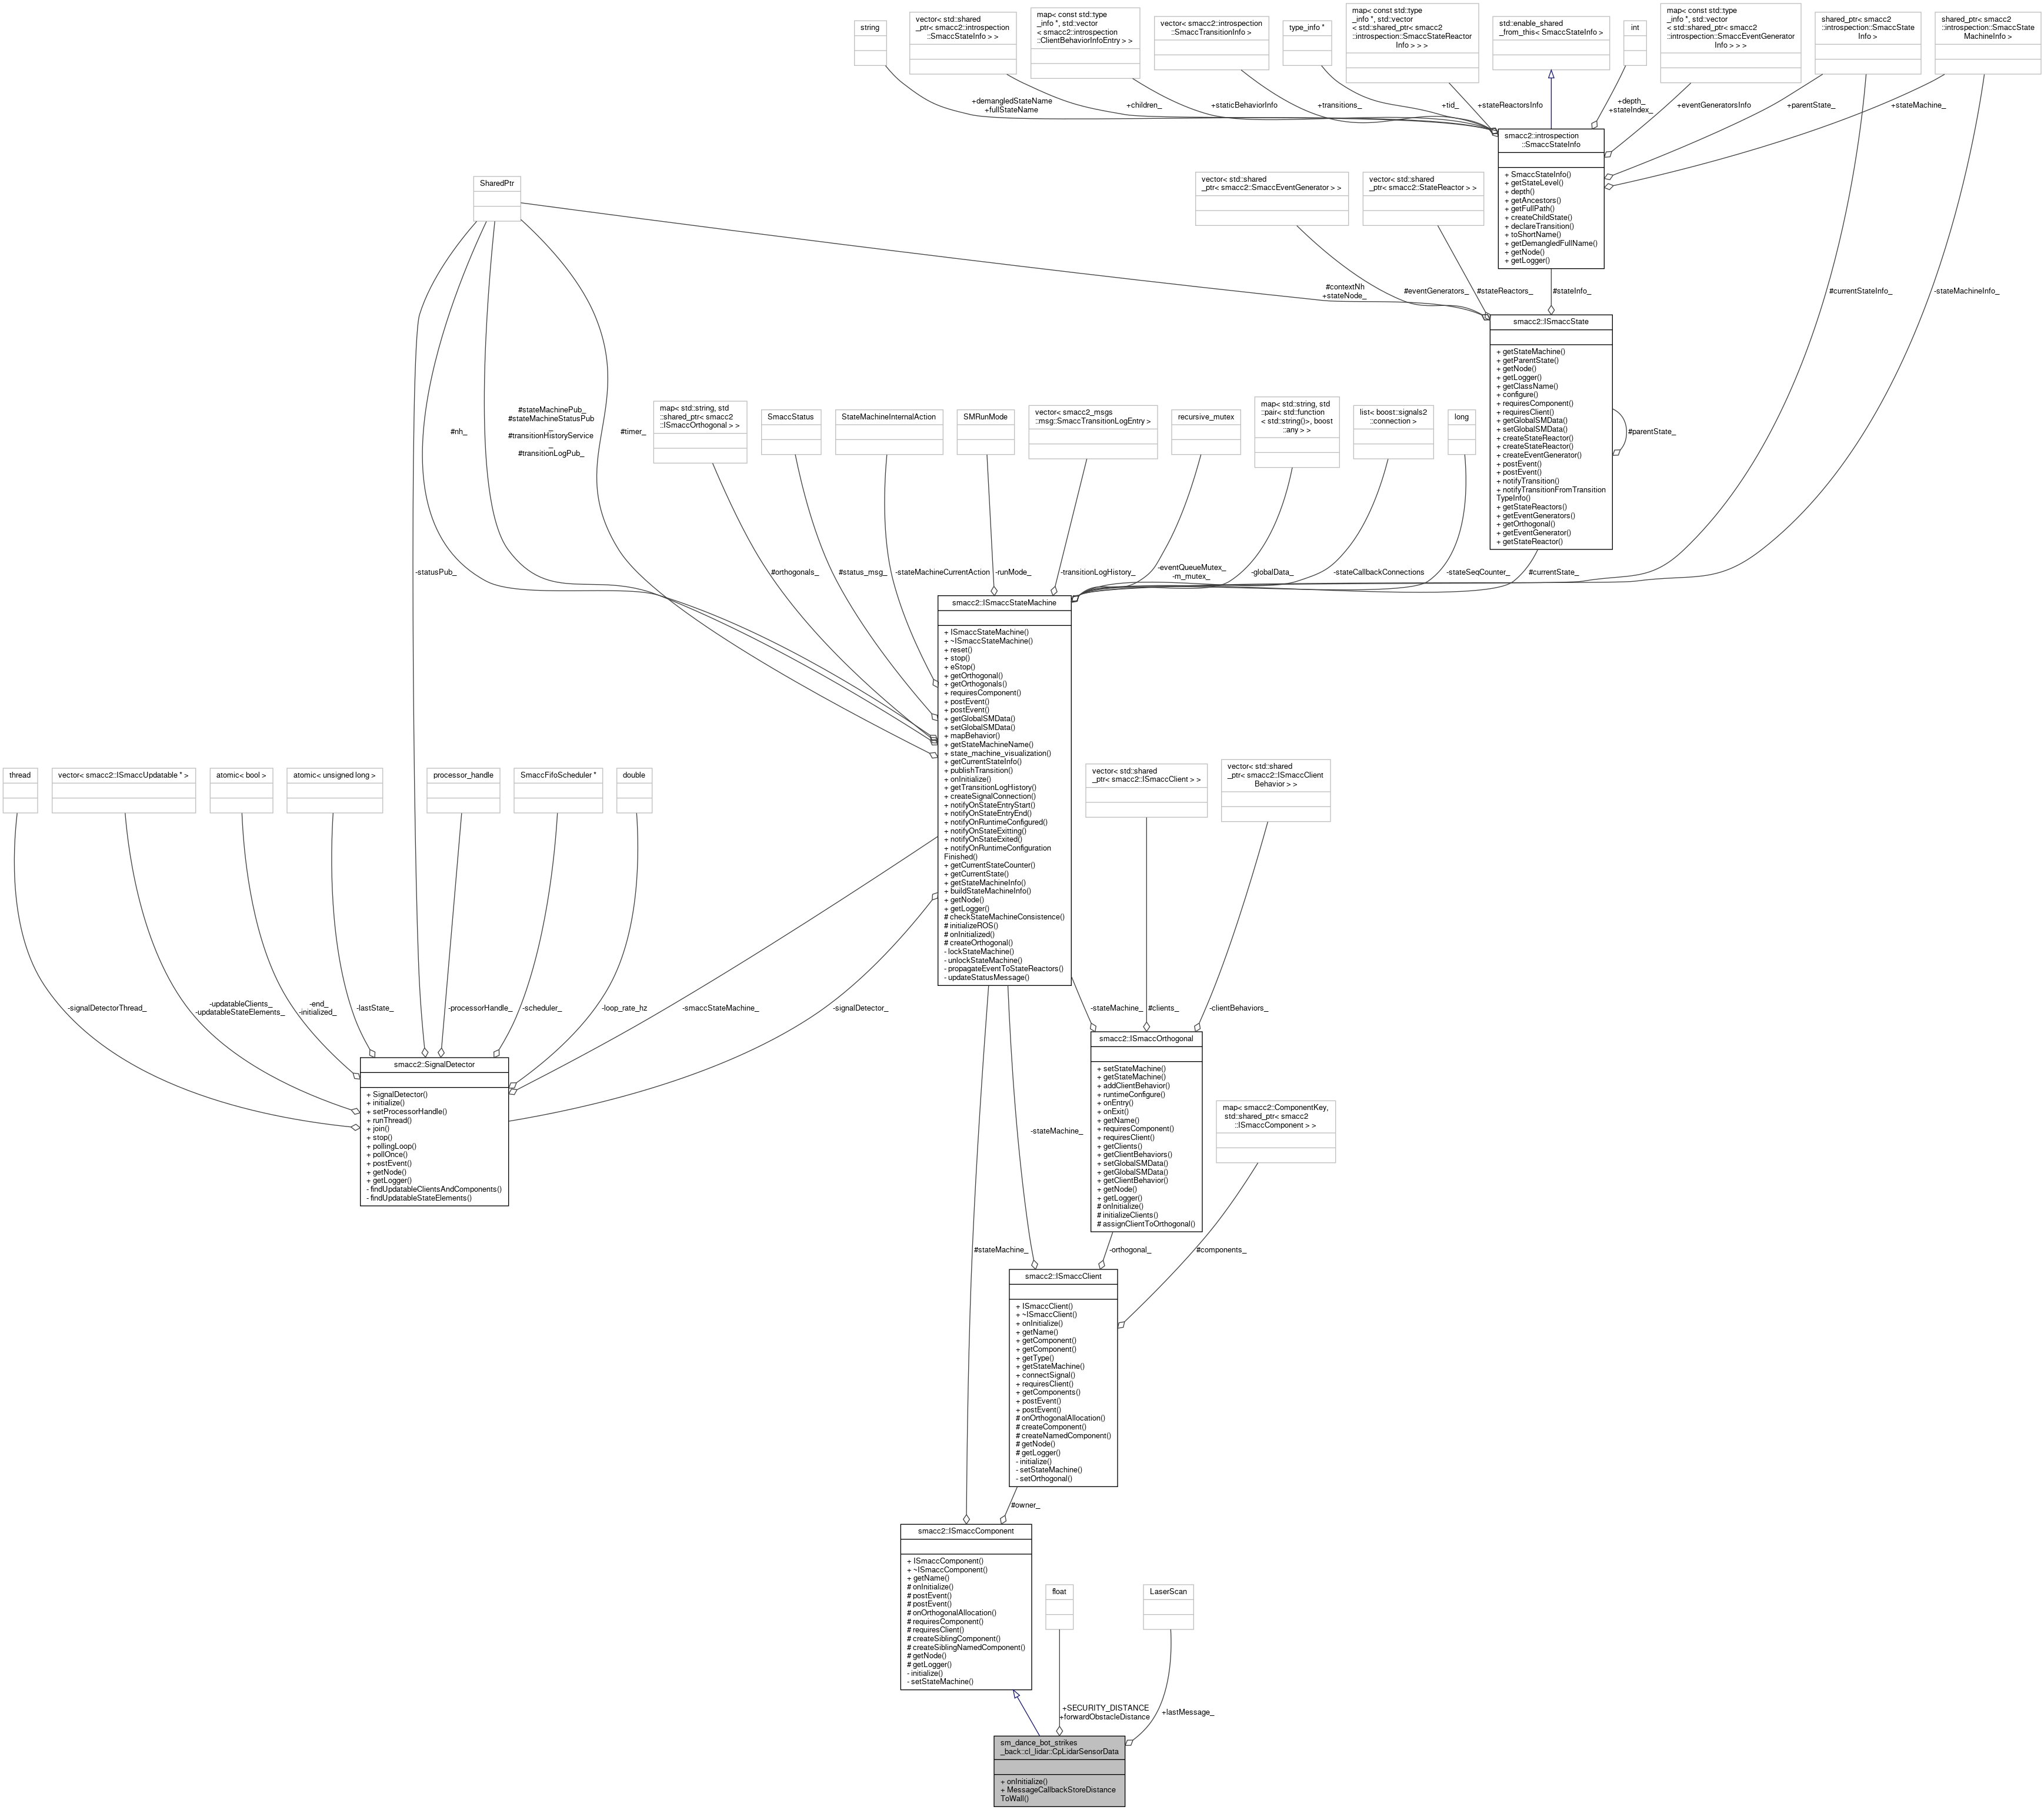 string
vector< std::shared
_ptr< smacc2::introspection
::SmaccStateInfo > >
map< const std::type
_info *, std::vector
< smacc2::introspection
::ClientBehaviorInfoEntry > >
vector< smacc2::introspection
::SmaccTransitionInfo >
type_info *
map< const std::type
_info *, std::vector
< std::shared_ptr< smacc2
::introspection::SmaccStateReactor
Info > > >
std::enable_shared
_from_this< SmaccStateInfo >
int
map< const std::type
_info *, std::vector
< std::shared_ptr< smacc2
::introspection::SmaccEventGenerator
Info > > >
shared_ptr< smacc2
::introspection::SmaccState
Info >
shared_ptr< smacc2
::introspection::SmaccState
MachineInfo >
+demangledStateName
+fullStateName
+children_
+staticBehaviorInfo
+transitions_
+tid_
+stateReactorsInfo
+depth_
+stateIndex_
+eventGeneratorsInfo
+parentState_
+stateMachine_
smacc2::introspection
::SmaccStateInfo
+ SmaccStateInfo()
+ getStateLevel()
+ depth()
+ getAncestors()
+ getFullPath()
+ createChildState()
+ declareTransition()
+ toShortName()
+ getDemangledFullName()
+ getNode()
+ getLogger()
SharedPtr
vector< std::shared
_ptr< smacc2::SmaccEventGenerator > >
vector< std::shared
_ptr< smacc2::StateReactor > >
#contextNh
+stateNode_
#eventGenerators_
#stateReactors_
#stateInfo_
#currentStateInfo_
-stateMachineInfo_
smacc2::ISmaccState
+ getStateMachine()
+ getParentState()
+ getNode()
+ getLogger()
+ getClassName()
+ configure()
+ requiresComponent()
+ requiresClient()
+ getGlobalSMData()
+ setGlobalSMData()
+ createStateReactor()
+ createStateReactor()
+ createEventGenerator()
+ postEvent()
+ postEvent()
+ notifyTransition()
+ notifyTransitionFromTransition
TypeInfo()
+ getStateReactors()
+ getEventGenerators()
+ getOrthogonal()
+ getEventGenerator()
+ getStateReactor()
#parentState_
#nh_
#stateMachinePub_
#stateMachineStatusPub
_
#transitionHistoryService
_
#transitionLogPub_
#timer_
map< std::string, std
::shared_ptr< smacc2
::ISmaccOrthogonal > >
SmaccStatus
StateMachineInternalAction
SMRunMode
vector< smacc2_msgs
::msg::SmaccTransitionLogEntry >
recursive_mutex
map< std::string, std
::pair< std::function
< std::string()>, boost
::any > >
list< boost::signals2
::connection >
long
-statusPub_
#orthogonals_
#status_msg_
-stateMachineCurrentAction
-runMode_
-transitionLogHistory_
-eventQueueMutex_
-m_mutex_
-globalData_
-stateCallbackConnections
-stateSeqCounter_
#currentState_
smacc2::ISmaccStateMachine
+ ISmaccStateMachine()
+ ~ISmaccStateMachine()
+ reset()
+ stop()
+ eStop()
+ getOrthogonal()
+ getOrthogonals()
+ requiresComponent()
+ postEvent()
+ postEvent()
+ getGlobalSMData()
+ setGlobalSMData()
+ mapBehavior()
+ getStateMachineName()
+ state_machine_visualization()
+ getCurrentStateInfo()
+ publishTransition()
+ onInitialize()
+ getTransitionLogHistory()
+ createSignalConnection()
+ notifyOnStateEntryStart()
+ notifyOnStateEntryEnd()
+ notifyOnRuntimeConfigured()
+ notifyOnStateExitting()
+ notifyOnStateExited()
+ notifyOnRuntimeConfiguration
Finished()
+ getCurrentStateCounter()
+ getCurrentState()
+ getStateMachineInfo()
+ buildStateMachineInfo()
+ getNode()
+ getLogger()
# checkStateMachineConsistence()
# initializeROS()
# onInitialized()
# createOrthogonal()
- lockStateMachine()
- unlockStateMachine()
- propagateEventToStateReactors()
- updateStatusMessage()
thread
vector< smacc2::ISmaccUpdatable * >
atomic< bool >
atomic< unsigned long >
processor_handle
SmaccFifoScheduler *
double
vector< std::shared
_ptr< smacc2::ISmaccClient > >
vector< std::shared
_ptr< smacc2::ISmaccClient
Behavior > >
-signalDetectorThread_
-updatableClients_
-updatableStateElements_
-end_
-initialized_
-lastState_
-processorHandle_
-scheduler_
-loop_rate_hz
-smaccStateMachine_
-signalDetector_
-stateMachine_
#clients_
-clientBehaviors_
smacc2::SignalDetector
+ SignalDetector()
+ initialize()
+ setProcessorHandle()
+ runThread()
+ join()
+ stop()
+ pollingLoop()
+ pollOnce()
+ postEvent()
+ getNode()
+ getLogger()
- findUpdatableClientsAndComponents()
- findUpdatableStateElements()
smacc2::ISmaccOrthogonal
+ setStateMachine()
+ getStateMachine()
+ addClientBehavior()
+ runtimeConfigure()
+ onEntry()
+ onExit()
+ getName()
+ requiresComponent()
+ requiresClient()
+ getClients()
+ getClientBehaviors()
+ setGlobalSMData()
+ getGlobalSMData()
+ getClientBehavior()
+ getNode()
+ getLogger()
# onInitialize()
# initializeClients()
# assignClientToOrthogonal()
map< smacc2::ComponentKey,
std::shared_ptr< smacc2
::ISmaccComponent > >
-stateMachine_
#stateMachine_
-orthogonal_
#components_
smacc2::ISmaccClient
+ ISmaccClient()
+ ~ISmaccClient()
+ onInitialize()
+ getName()
+ getComponent()
+ getComponent()
+ getType()
+ getStateMachine()
+ connectSignal()
+ requiresClient()
+ getComponents()
+ postEvent()
+ postEvent()
# onOrthogonalAllocation()
# createComponent()
# createNamedComponent()
# getNode()
# getLogger()
- initialize()
- setStateMachine()
- setOrthogonal()
#owner_
smacc2::ISmaccComponent
+ ISmaccComponent()
+ ~ISmaccComponent()
+ getName()
# onInitialize()
# postEvent()
# postEvent()
# onOrthogonalAllocation()
# requiresComponent()
# requiresClient()
# createSiblingComponent()
# createSiblingNamedComponent()
# getNode()
# getLogger()
- initialize()
- setStateMachine()
float
LaserScan
+SECURITY_DISTANCE
+forwardObstacleDistance
+lastMessage_
sm_dance_bot_strikes
_back::cl_lidar::CpLidarSensorData
+ onInitialize()
+ MessageCallbackStoreDistance
ToWall()